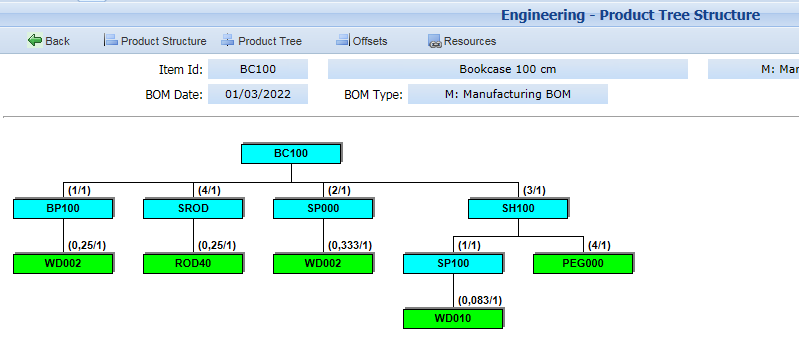 Engineering - Product Tree Structure
Back Product Structure Product Tree Offsets Resources
Item Id: BC100 Bookcase 100 cm M: Mar
BOM Date: 01/03/2022 BOM Type: M: Manufacturing BOM
BC100
(1/1) (4/1) (2/1) (3/1)
BP100 SROD SP000 SH100
(0,25/1) (0,25/1) (0,333/1) (1/1) (4/1)
WD002 ROD40 WD002 SP100 PEG000
(0,083/1)
WD010